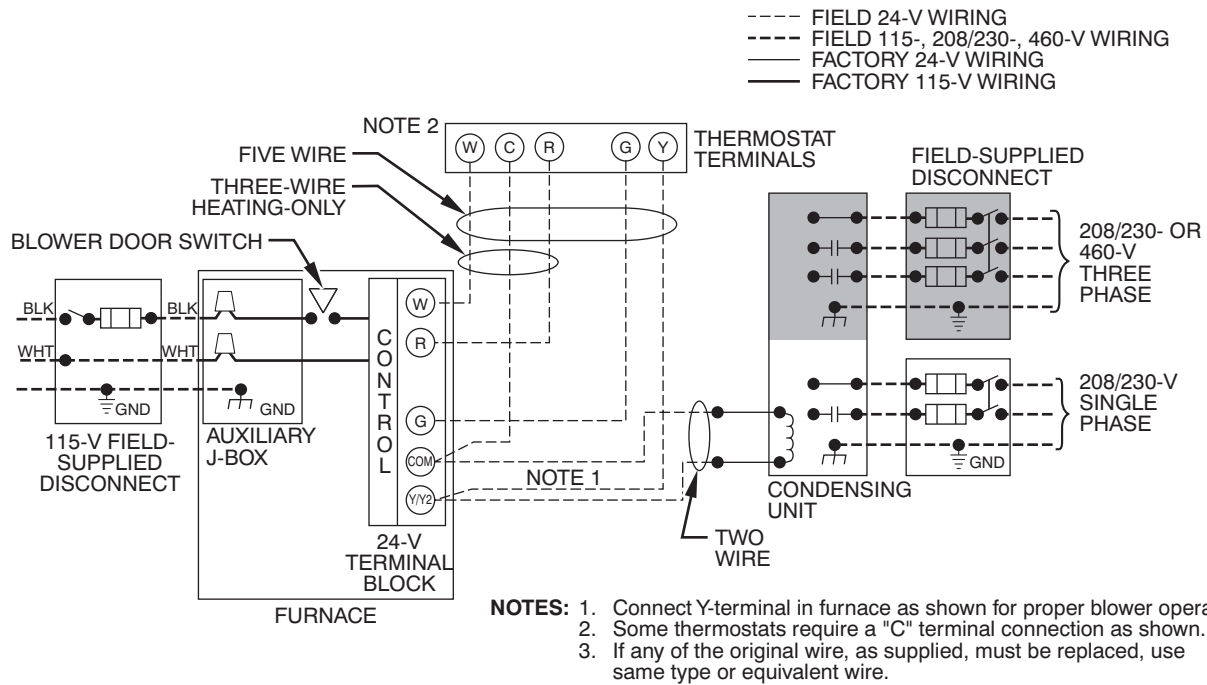 FIELD 24-V WIRING
FIELD 115-, 208/230-, 460-V WIRING
FACTORY 24-V WIRING
FACTORY 115-V WIRING
NOTE 2
W C R G Y
THERMOSTAT
TERMINALS
FIVE WIRE
THREE-WIRE
HEATING-ONLY
BLOWER DOOR SWITCH
FIELD-SUPPLIED
DISCONNECT
208/230- OR
460-V
THREE
PHASE
BLK
BLK
WHT
WHT
GND
GND
115-V FIELD-
SUPPLIED
DISCONNECT
AUXILIARY
J-BOX
CONTROL
W
R
G
COM
Y/Y2
24-V
TERMINAL
BLOCK
FURNACE
NOTE 1
TWO
WIRE
CONDENSING
UNIT
GND
208/230-V
SINGLE
PHASE
NOTES: 1. Connect Y-terminal in furnace as shown for proper blower opera
2. Some thermostats require a "C" terminal connection as shown.
3. If any of the original wire, as supplied, must be replaced, use
same type or equivalent wire.